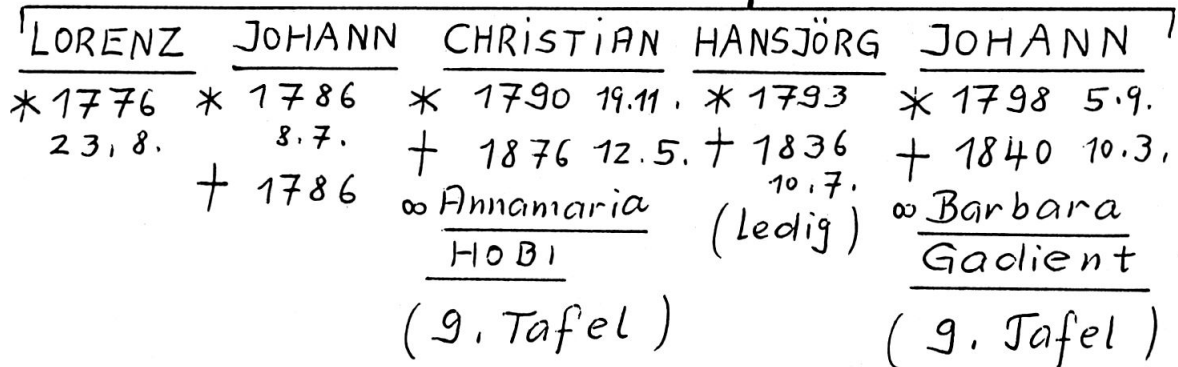 LORENZ JOHANN CHRISTIAN HANSJÖRG JOHANN
* 1776 * 1786 * 1790 19.11. * 1793 * 1798 5.9.
23.8. 8.7. † 1876 12.5. † 1836 † 1840 10.3.
† 1786 ∞ Annamaria 10.7. ∞ Barbara
HOBI (Ledig) Gadient
(9. Tafel) (9. Tafel)